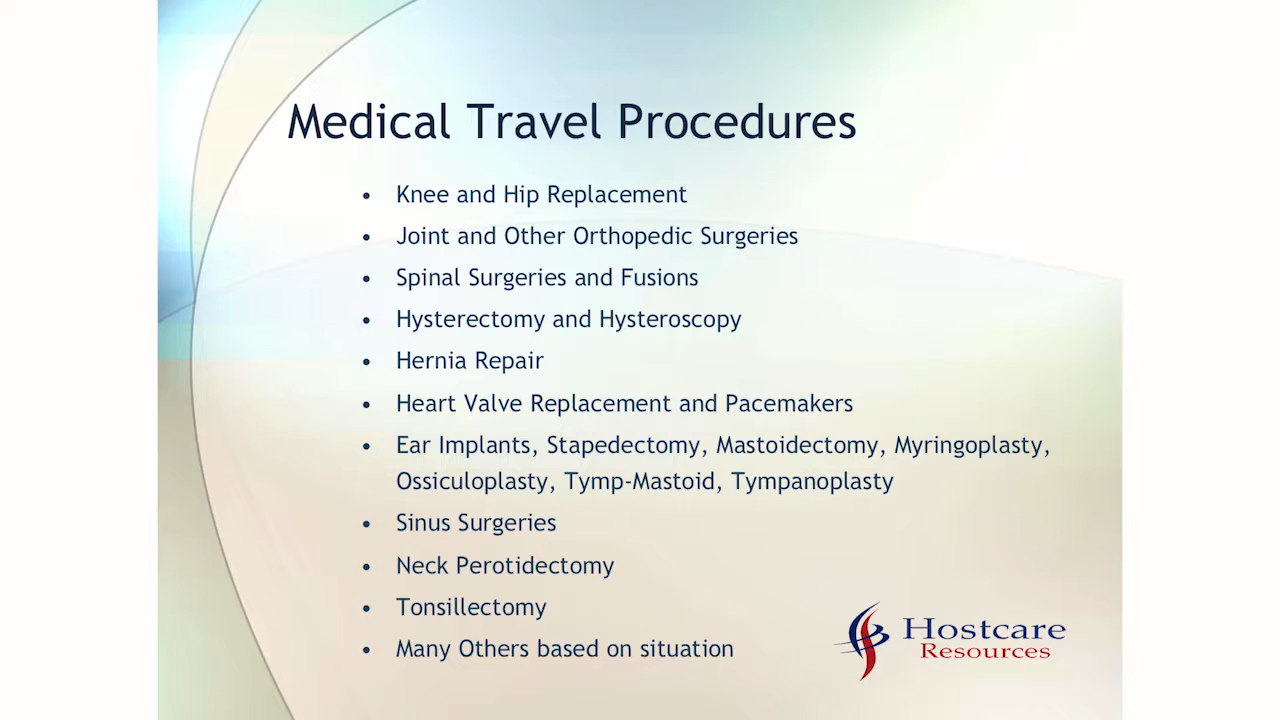 Medical Travel Procedures
• Knee and Hip Replacement
• Joint and Other Orthopedic Surgeries
• Spinal Surgeries and Fusions
• Hysterectomy and Hysteroscopy
• Hernia Repair
• Heart Valve Replacement and Pacemakers
• Ear Implants, Stapedectomy, Mastoidectomy, Myringoplasty,
Ossiculoplasty, Tymp-Mastoid, Tympanoplasty
• Sinus Surgeries
• Neck Perotidectomy
• Tonsillectomy
• Many Others based on situation
Hostcare
Resources